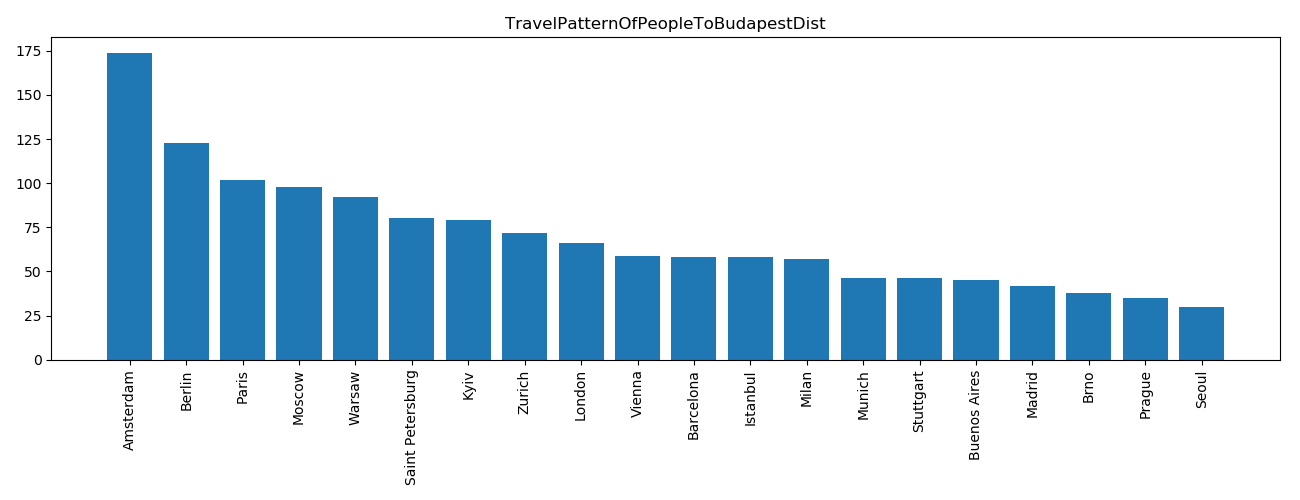 TravelPatternOfPeopleToBudapestDist
175
150
125
100
75
50
25
0
Amsterdam
Berlin
Paris
Moscow
Warsaw
Saint Petersburg
Kyiv
Zurich
London
Vienna
Barcelona
Istanbul
Milan
Munich
Stuttgart
Buenos Aires
Madrid
Brno
Prague
Seoul